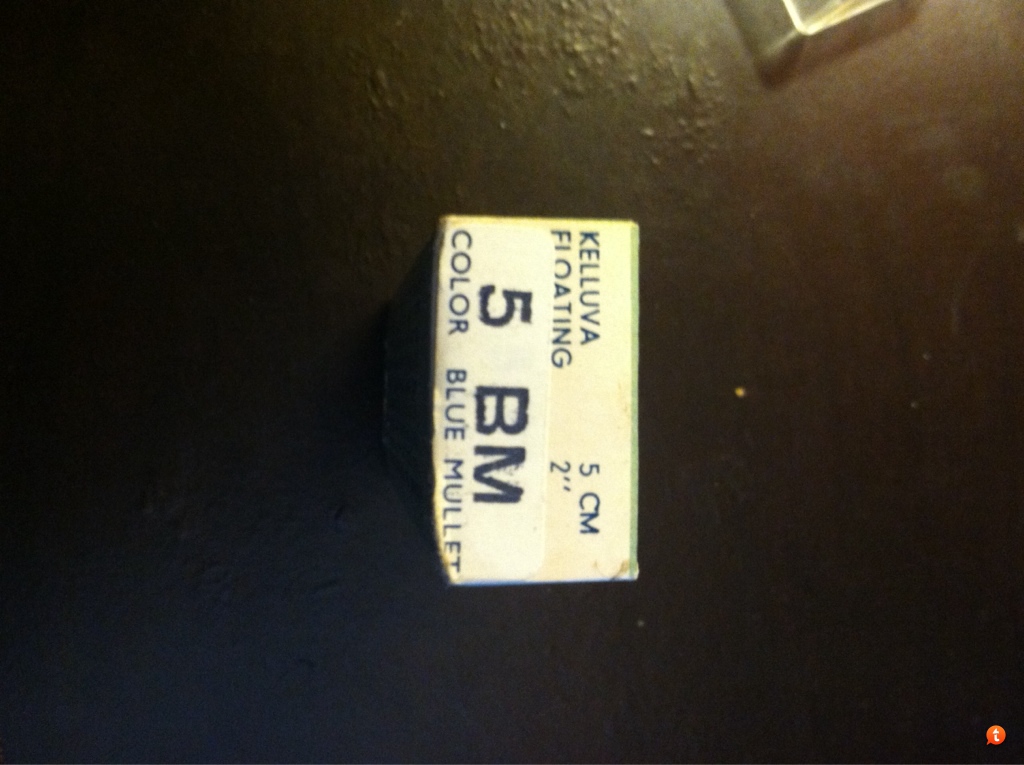 KELLUVA 5 CM
FLOATING 2''
5 BM
COLOR BLUE MULLET
t